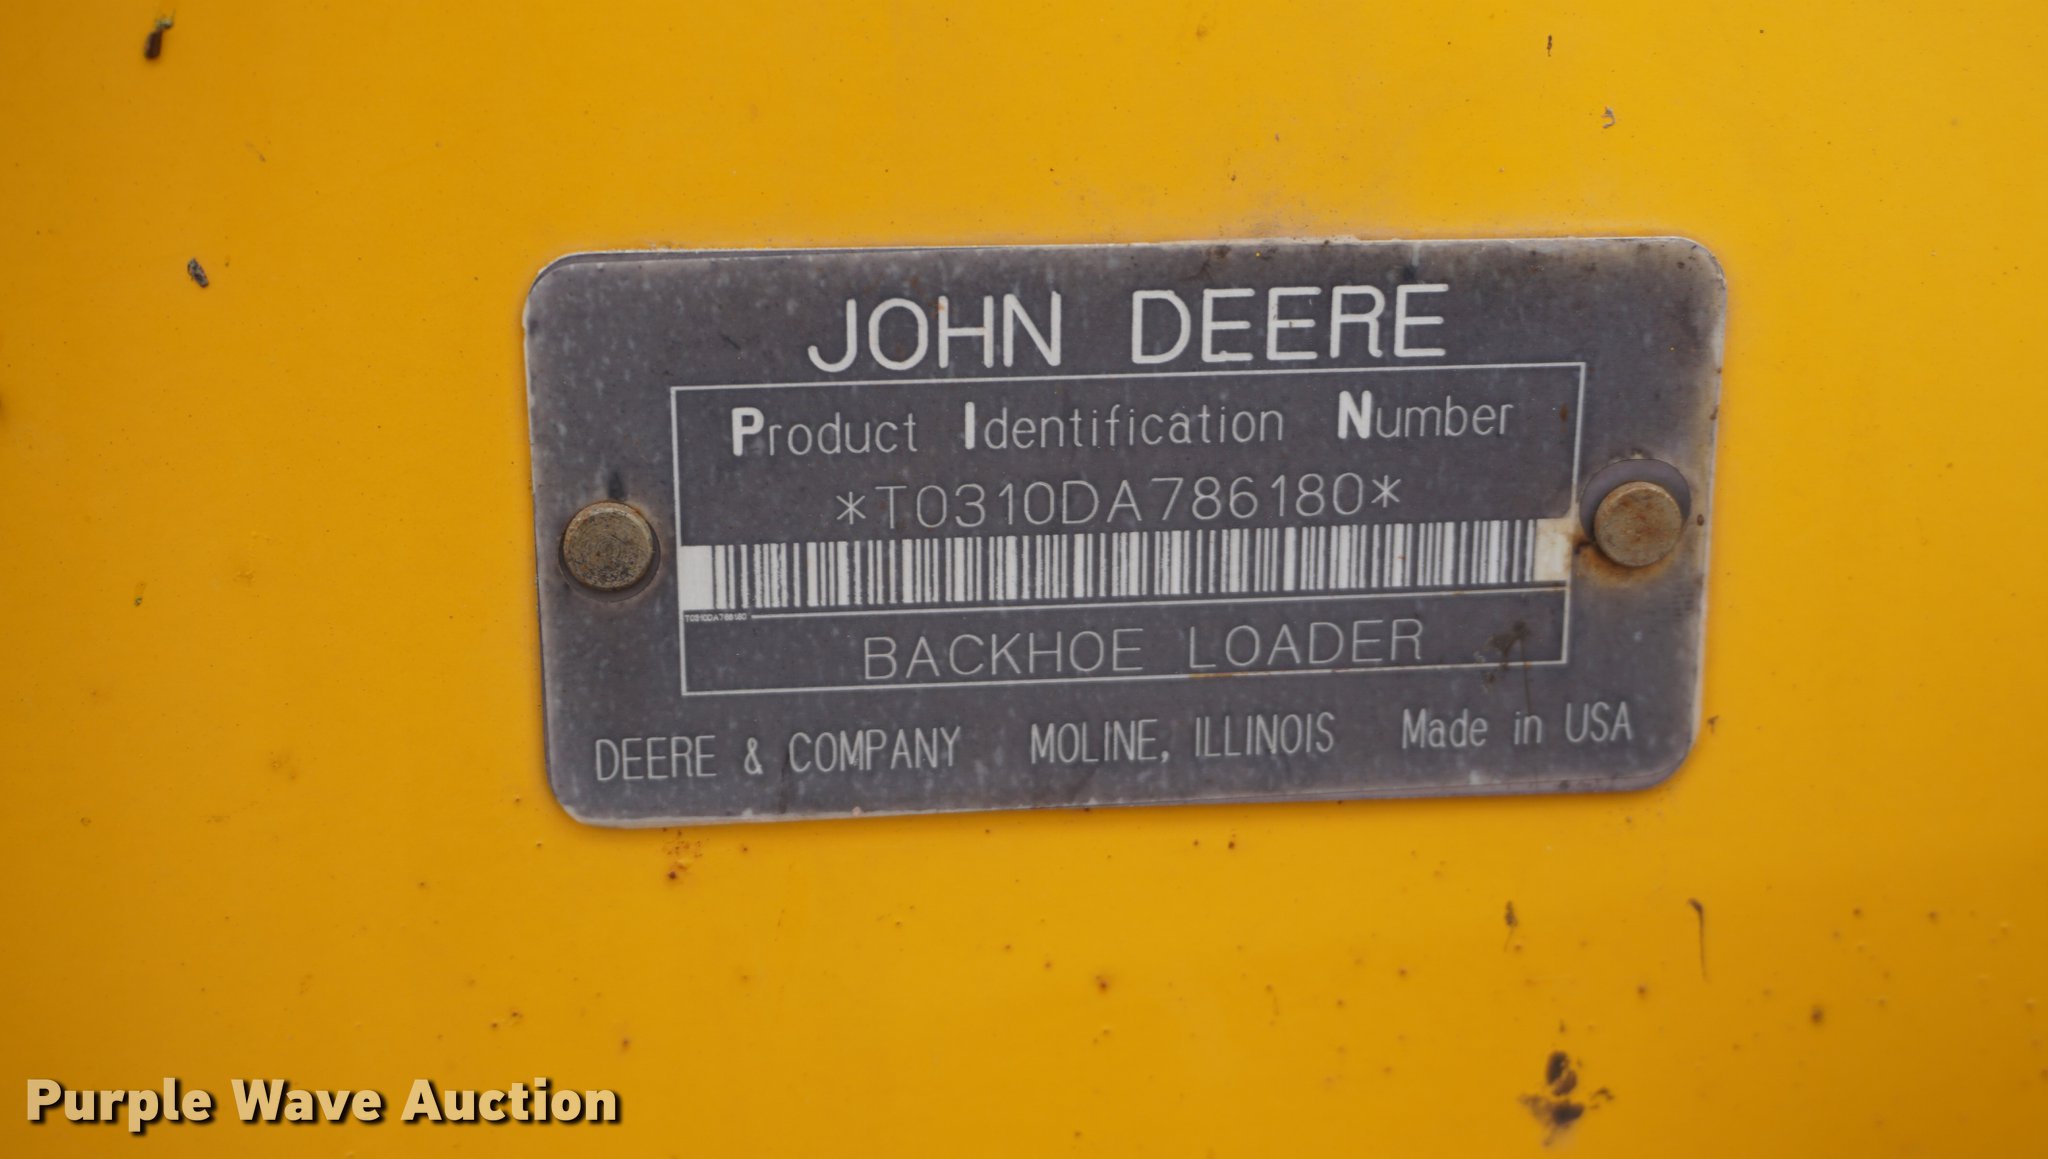 JOHN DEERE
Product Identification Number
*T0310DA786180*
T0310DA786180
BACKHOE LOADER
DEERE & COMPANY MOLINE, ILLINOIS Made in USA
Purple Wave Auction